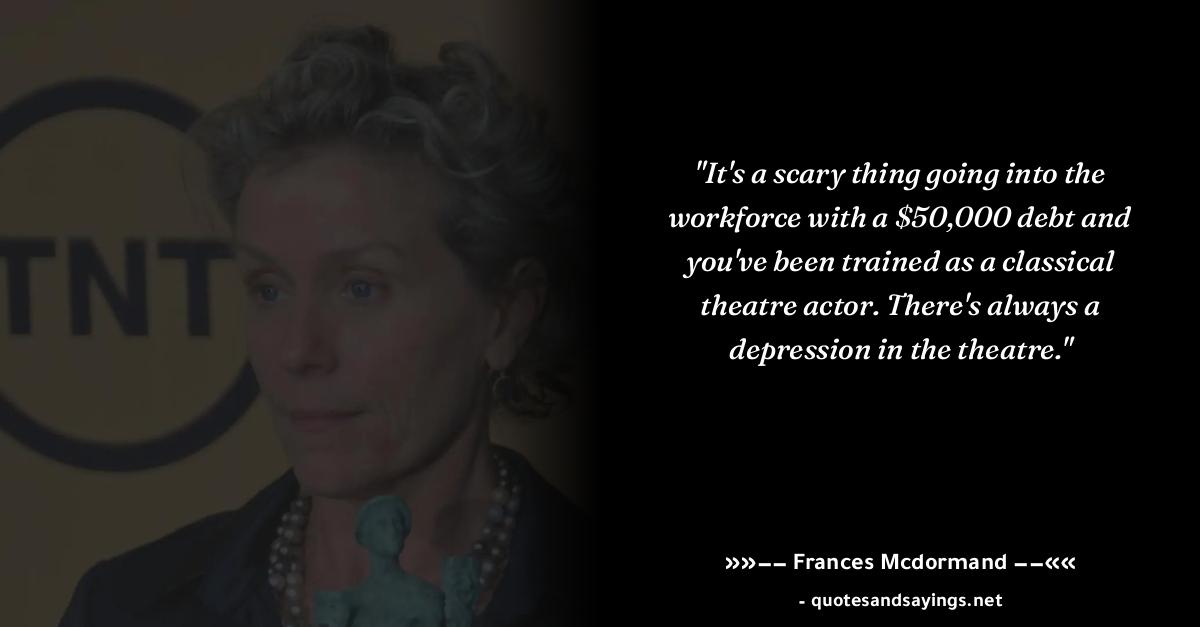 TNT
"It's a scary thing going into the
workforce with a $50,000 debt and
you've been trained as a classical
theatre actor. There's always a
depression in the theatre."
»»−− Frances Mcdormand −−««
- quotesandsayings.net